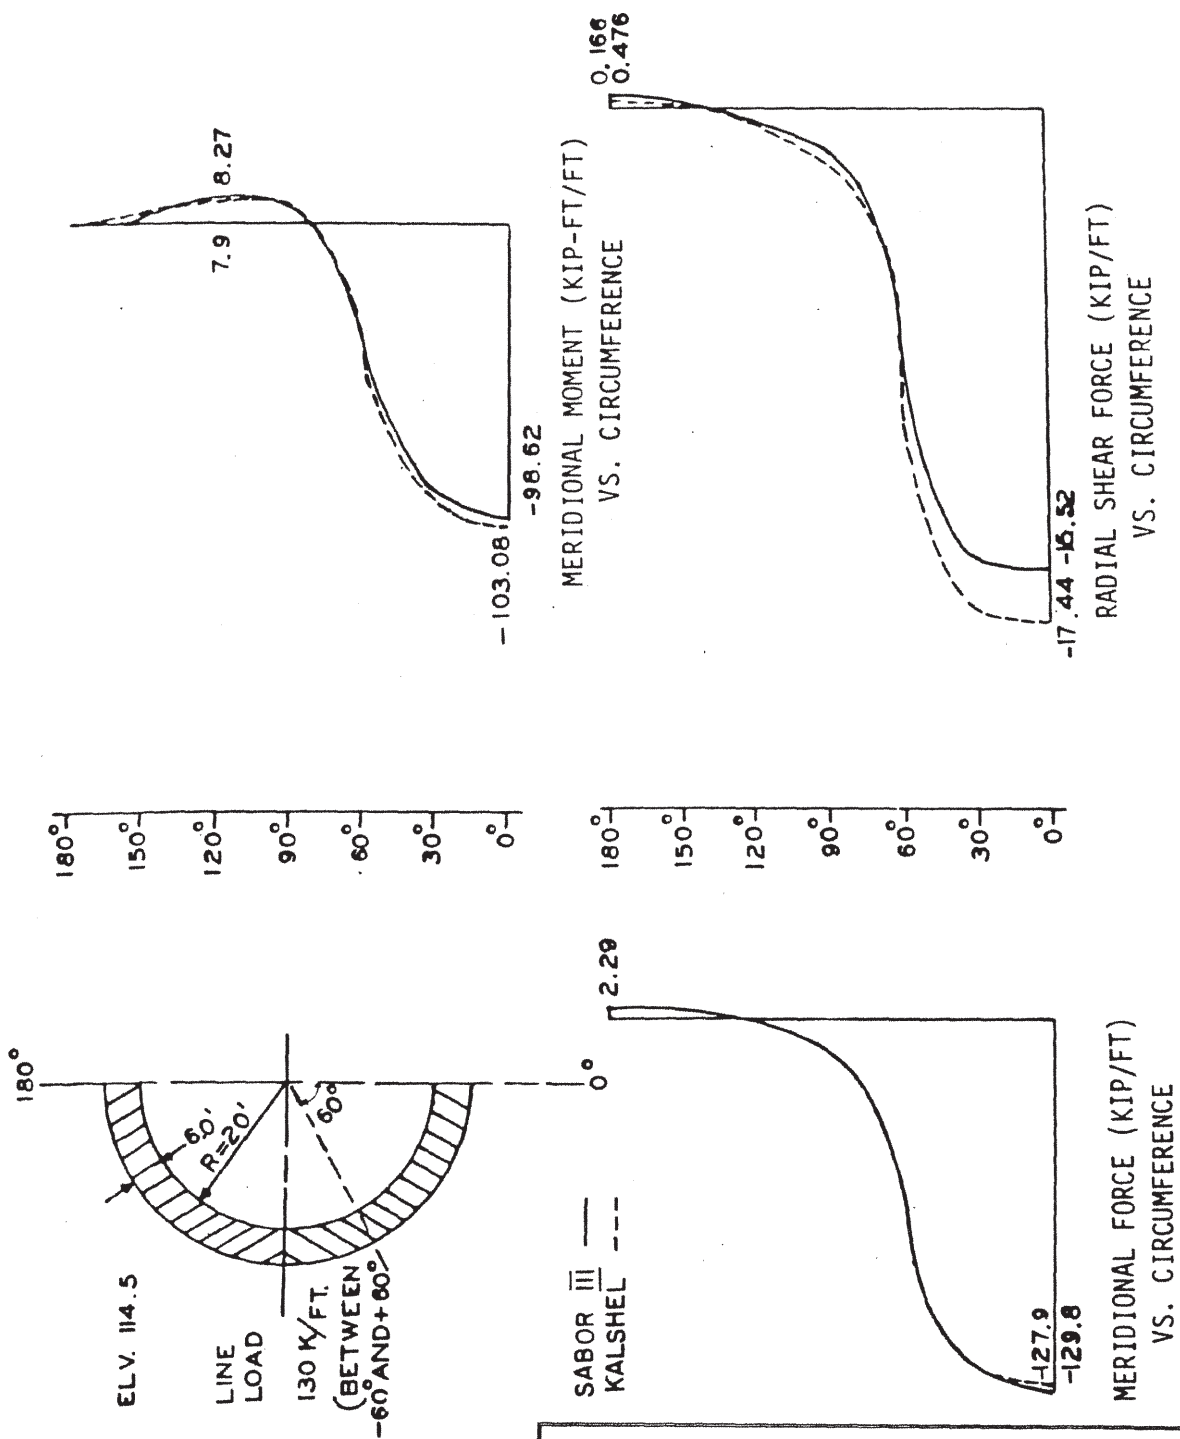 180°
ELV. 114.5
6.0'
R=20'
60°
LINE
LOAD
130 K/FT.
(BETWEEN
-60° AND +60°
0°
180°
150°
120°
90°
60°
30°
0°
7.9
8.27
-103.08
-98.62
MERIDIONAL MOMENT (KIP-FT/FT)
VS. CIRCUMFERENCE
SABOR III
KALSHEL
2.29
-127.9
-129.8
MERIDIONAL FORCE (KIP/FT)
VS. CIRCUMFERENCE
180°
150°
120°
90°
60°
30°
0°
0.166
0.476
-17.44 -16.52
RADIAL SHEAR FORCE (KIP/FT)
VS. CIRCUMFERENCE